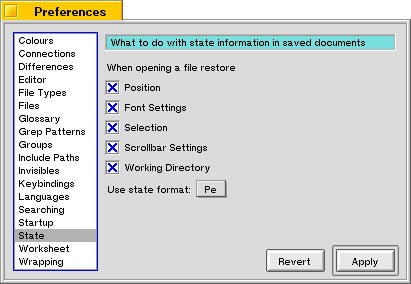 Preferences
Colours
Connections
Differences
Editor
File Types
Files
Glossary
Grep Patterns
Groups
Include Paths
Invisibles
Keybindings
Languages
Searching
Startup
State
Worksheet
Wrapping
What to do with state information in saved documents
When opening a file restore
Position
Font Settings
Selection
Scrollbar Settings
Working Directory
Use state format: Pe
Revert Apply